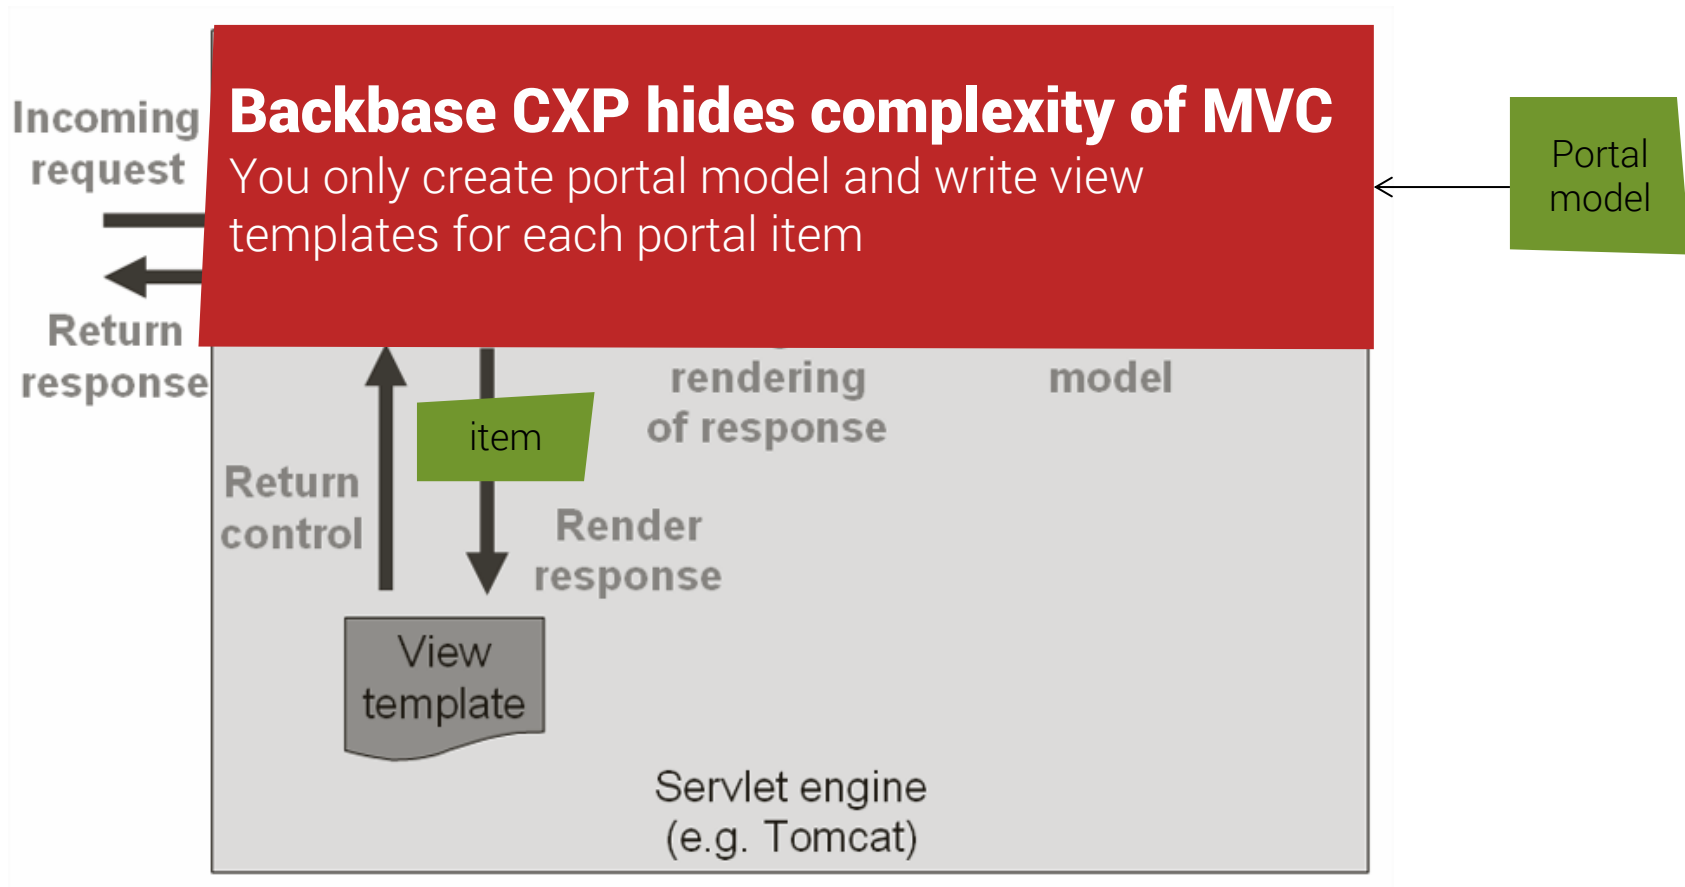 Backbase CXP hides complexity of MVC
You only create portal model and write view
templates for each portal item
Incoming
request
Return
response
Portal
model
rendering
of response
model
item
Return
control
Render
response
View
template
Servlet engine
(e.g. Tomcat)